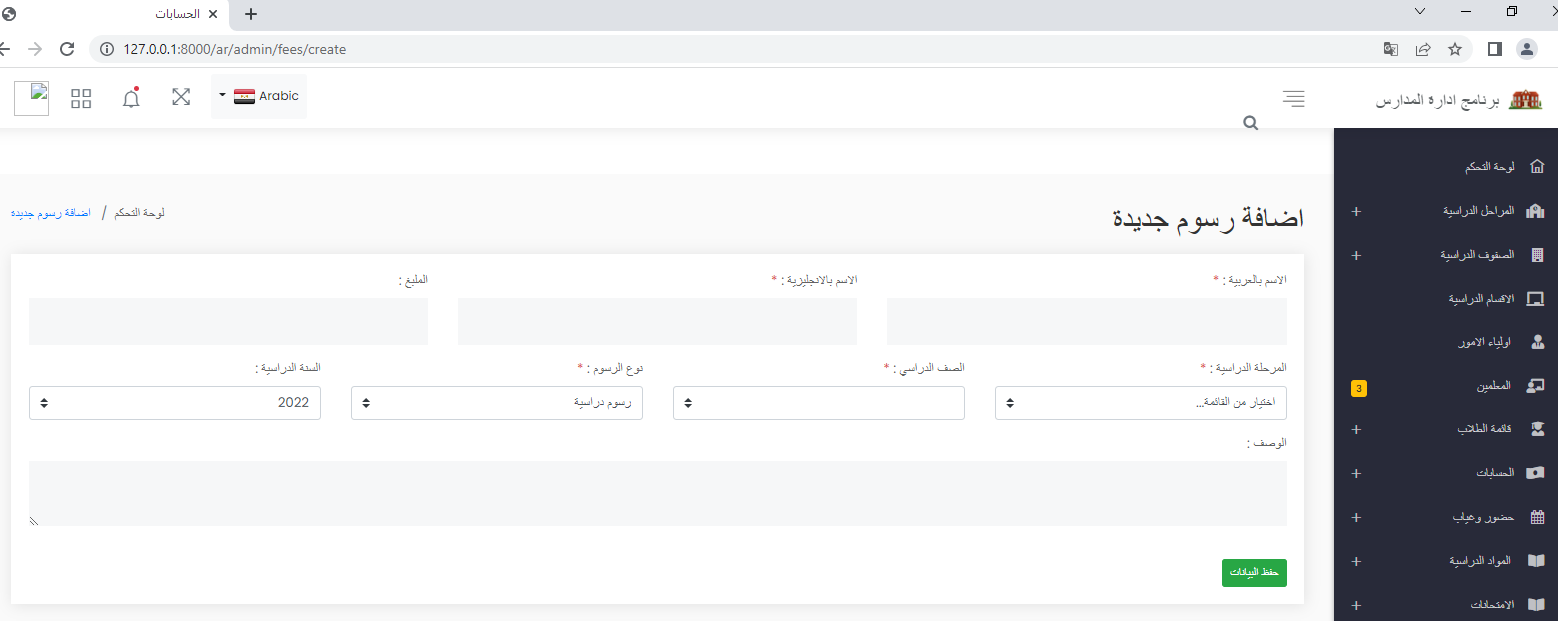 الحسابات
127.0.0.1:8000/ar/admin/fees/create
برنامج ادارة المدارس
Arabic
لوحة التحكم
المراحل الدراسية
الصفوف الدراسية
الاقسام الدراسية
اولياء الامور
المعلمين
3
قائمة الطلاب
الحسابات
حضور وغياب
المواد الدراسية
الامتحانات
اضافة رسوم جديدة
لوحة التحكم / اضافة رسوم جديدة
الاسم بالعربية : *
الاسم بالانجليزية : *
المليغ :
المرحلة الدراسية : *
الصف الدراسي : *
نوع الرسوم : *
السنة الدراسية :
اختيار من القائمة...
رسوم دراسية
2022
الوصف :
حفظ البيانات